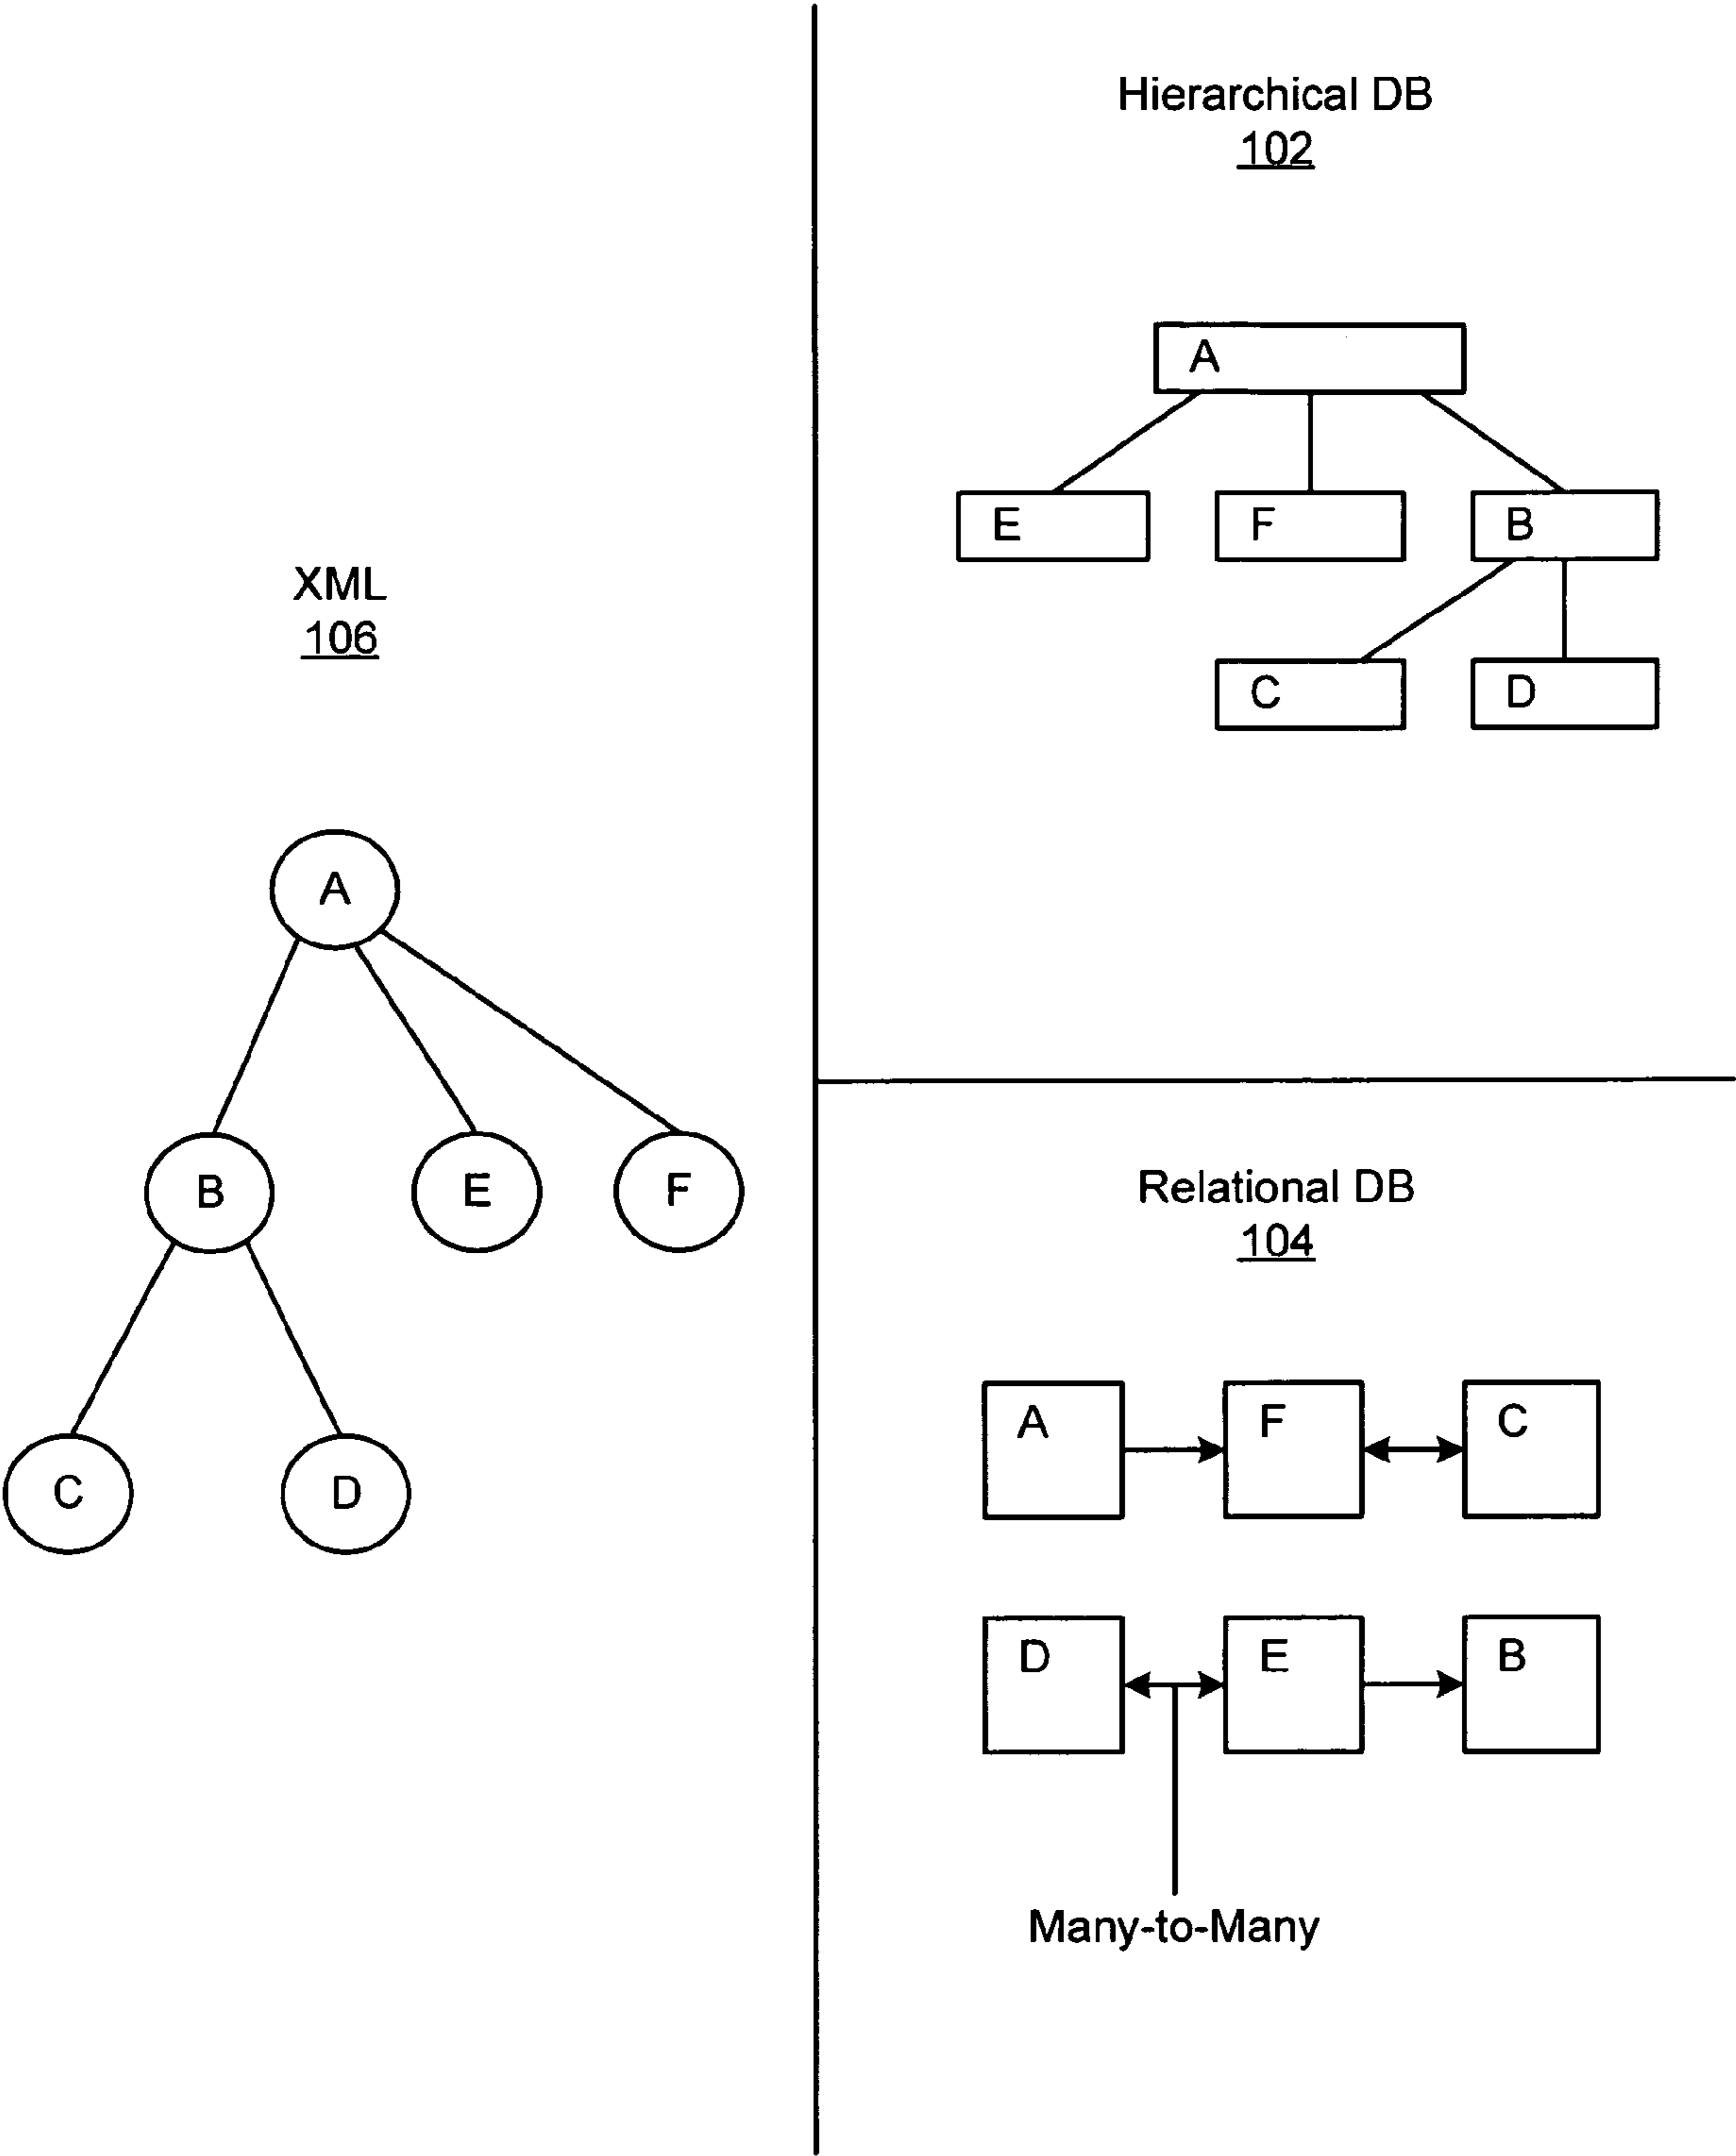 XML
106
A
B
E
F
C
D
Hierarchical DB
102
A
E
F
B
C
D
Relational DB
104
A
F
C
D
E
B
Many-to-Many